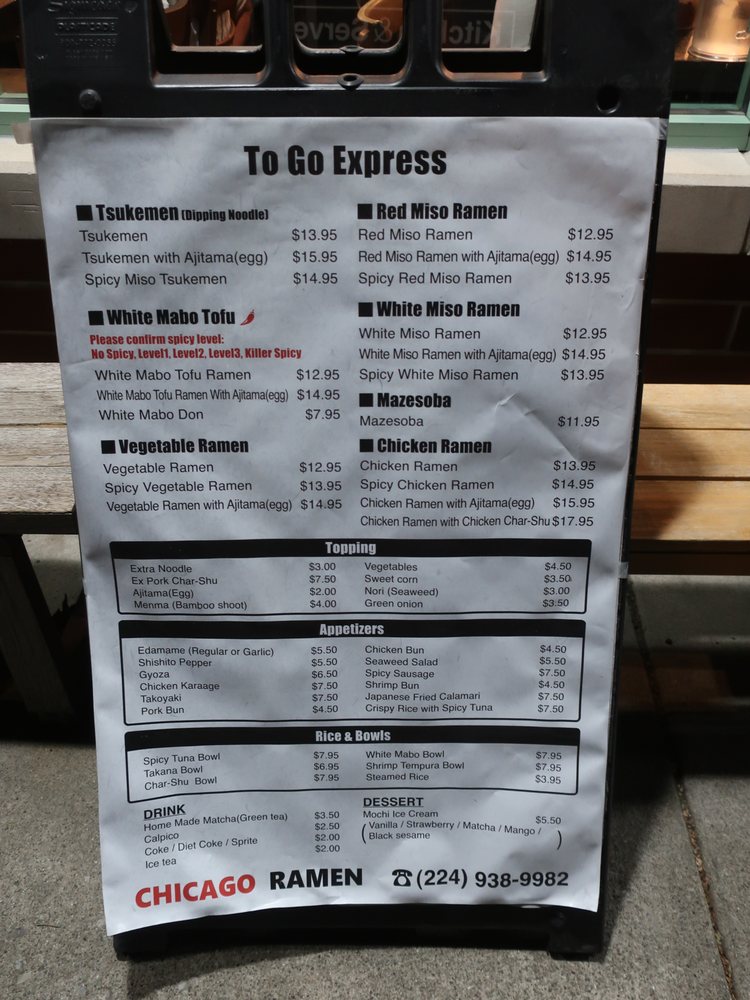 To Go Express
■ Tsukemen (Dipping Noodle)
Tsukemen $13.95
Tsukemen with Ajitama(egg) $15.95
Spicy Miso Tsukemen $14.95
■ White Mabo Tofu
Please confirm spicy level:
No Spicy, Level1, Level2, Level3, Killer Spicy
White Mabo Tofu Ramen $12.95
White Mabo Tofu Ramen With Ajitama(egg) $14.95
White Mabo Don $7.95
■ Vegetable Ramen
Vegetable Ramen $12.95
Spicy Vegetable Ramen $13.95
Vegetable Ramen with Ajitama(egg) $14.95
■ Red Miso Ramen
Red Miso Ramen $12.95
Red Miso Ramen with Ajitama(egg) $14.95
Spicy Red Miso Ramen $13.95
■ White Miso Ramen
White Miso Ramen $12.95
White Miso Ramen with Ajitama(egg) $14.95
Spicy White Miso Ramen $13.95
■ Mazesoba
Mazesoba $11.95
■ Chicken Ramen
Chicken Ramen $13.95
Spicy Chicken Ramen $14.95
Chicken Ramen with Ajitama(egg) $15.95
Chicken Ramen with Chicken Char-Shu $17.95
Topping
Extra Noodle $3.00
Ex Pork Char-Shu $7.50
Ajitama(Egg) $2.00
Menma (Bamboo shoot) $4.00
Vegetables $4.50
Sweet corn $3.50
Nori (Seaweed) $3.00
Green onion $3.50
Appetizers
Edamame (Regular or Garlic) $5.50
Shishito Pepper $5.50
Gyoza $6.50
Chicken Karaage $7.50
Takoyaki $7.50
Pork Bun $4.50
Chicken Bun $4.50
Seaweed Salad $5.50
Spicy Sausage $7.50
Shrimp Bun $4.50
Japanese Fried Calamari $7.50
Crispy Rice with Spicy Tuna $7.50
Rice & Bowls
Spicy Tuna Bowl $7.95
Takana Bowl $6.95
Char-Shu Bowl $7.95
White Mabo Bowl $7.95
Shrimp Tempura Bowl $7.95
Steamed Rice $3.95
DRINK
Home Made Matcha(Green tea) $3.50
Calpico $2.50
Coke / Diet Coke / Sprite $2.00
Ice tea $2.00
DESSERT
Mochi Ice Cream $5.50
( Vanilla / Strawberry / Matcha / Mango /
Black sesame )
CHICAGO RAMEN ☎(224) 938-9982